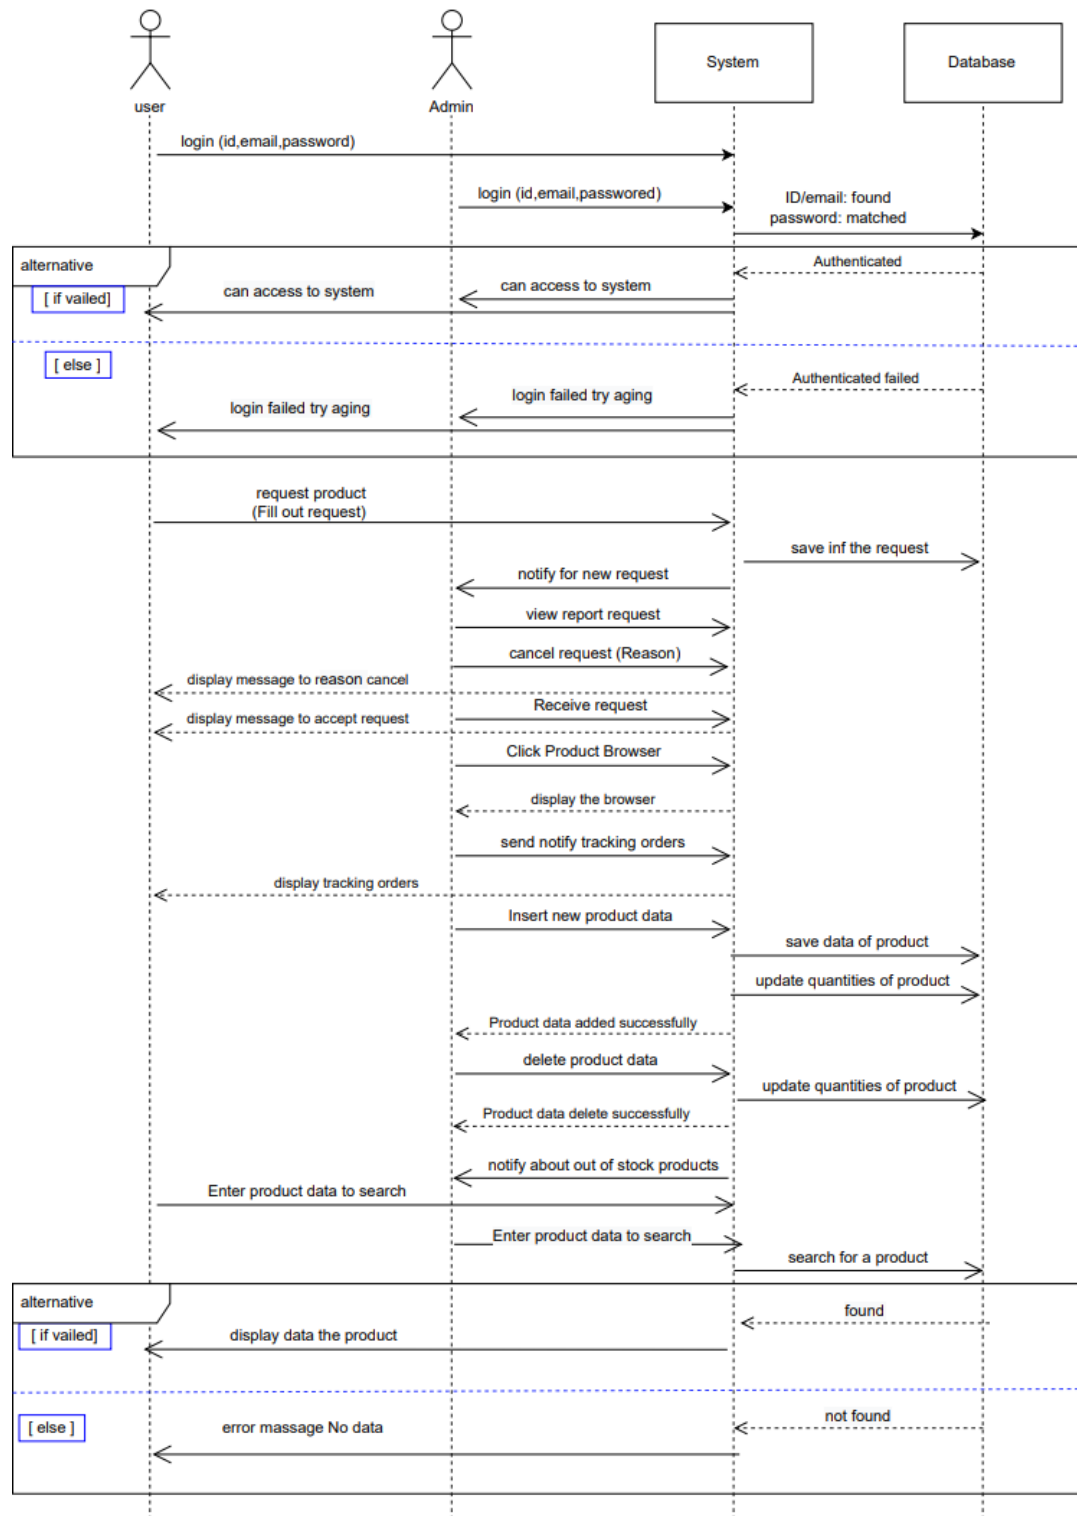 user
Admin
System
Database
login (id,email,password)
login (id,email,passwored)
ID/email: found
password: matched
alternative
Authenticated
[ if vailed]
can access to system
can access to system
[ else ]
Authenticated failed
login failed try aging
login failed try aging
request product
(Fill out request)
save inf the request
notify for new request
view report request
cancel request (Reason)
display message to reason cancel
Receive request
display message to accept request
Click Product Browser
display the browser
send notify tracking orders
display tracking orders
Insert new product data
save data of product
update quantities of product
Product data added successfully
delete product data
update quantities of product
Product data delete successfully
notify about out of stock products
Enter product data to search
Enter product data to search
search for a product
alternative
found
[ if vailed]
display data the product
not found
[ else ]
error massage No data